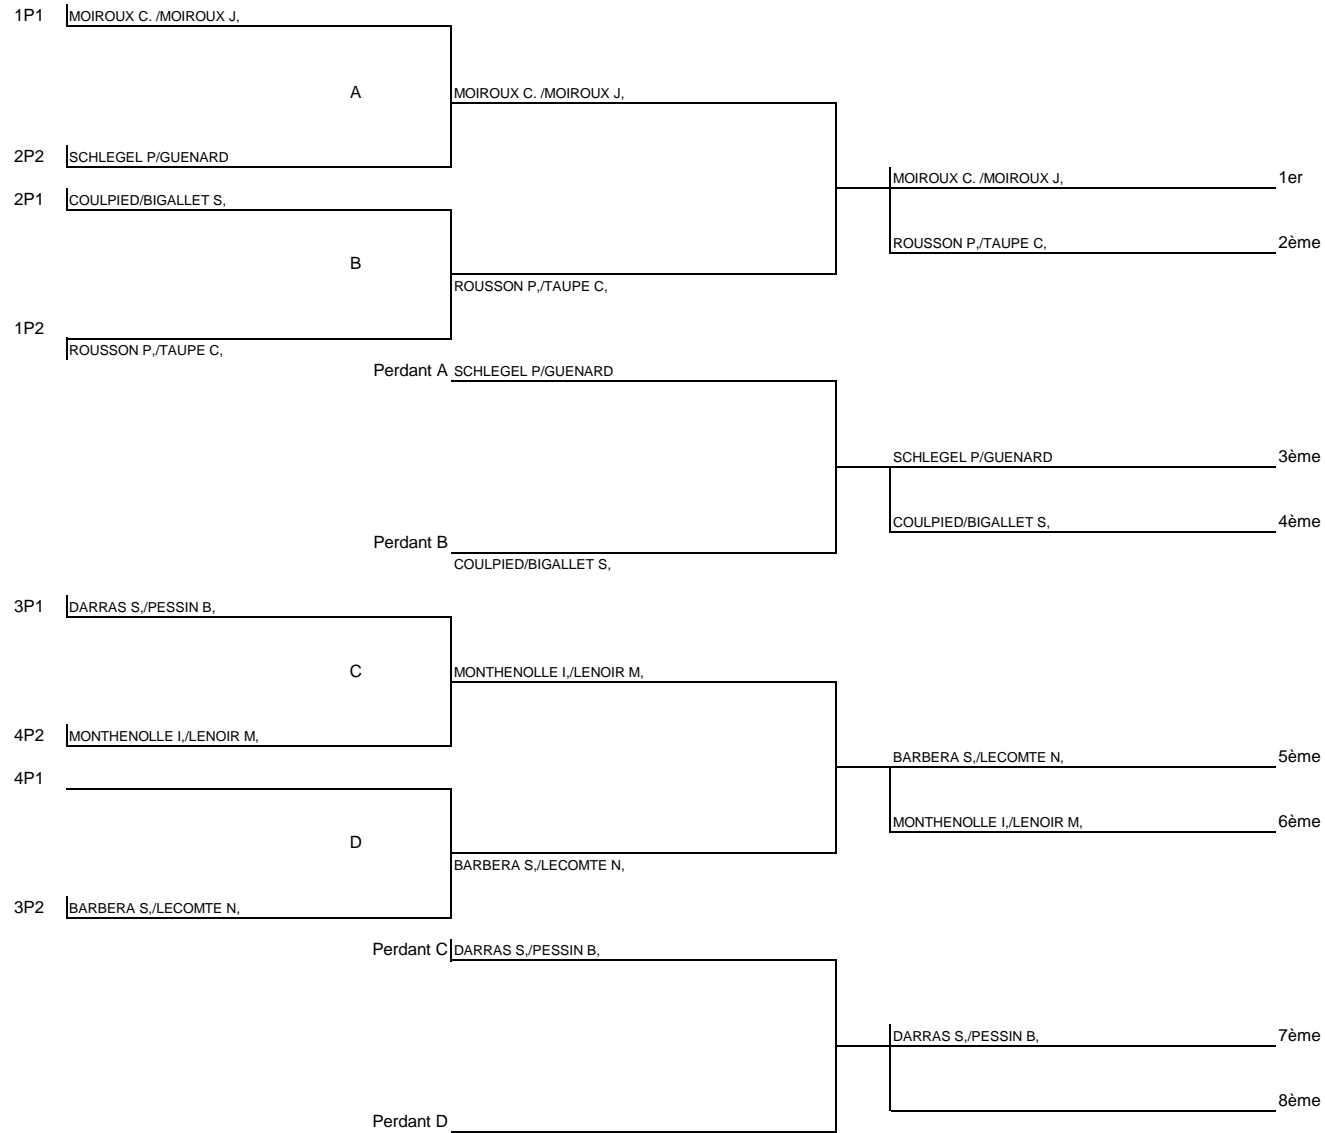 1P1 MOIROUX C. /MOIROUX J,
A MOIROUX C. /MOIROUX J,
2P2 SCHLEGEL P/GUENARD
MOIROUX C. /MOIROUX J, 1er
2P1 COULPIED/BIGALLET S,
ROUSSON P,/TAUPE C, 2ème
B
ROUSSON P,/TAUPE C,
1P2
ROUSSON P,/TAUPE C,
Perdant A SCHLEGEL P/GUENARD
SCHLEGEL P/GUENARD 3ème
COULPIED/BIGALLET S, 4ème
Perdant B
COULPIED/BIGALLET S,
3P1 DARRAS S,/PESSIN B,
C MONTHENOLLE I,/LENOIR M,
4P2 MONTHENOLLE I,/LENOIR M,
BARBERA S,/LECOMTE N, 5ème
4P1
MONTHENOLLE I,/LENOIR M, 6ème
D
BARBERA S,/LECOMTE N,
3P2 BARBERA S,/LECOMTE N,
Perdant C DARRAS S,/PESSIN B,
DARRAS S,/PESSIN B, 7ème
8ème
Perdant D